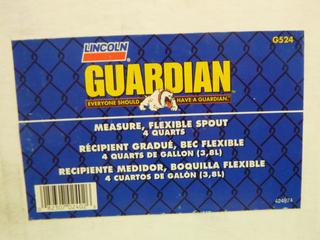 G524
LINCOLN
GUARDIAN
EVERYONE SHOULD HAVE A GUARDIAN.
MEASURE, FLEXIBLE SPOUT
4 QUARTS
RÉCIPIENT GRADUÉ, BEC FLEXIBLE
4 QUARTS DE GALLON (3,8L)
RECIPIENTE MEDIDOR, BOQUILLA FLEXIBLE
4 CUARTOS DE GALÓN (3,8L)